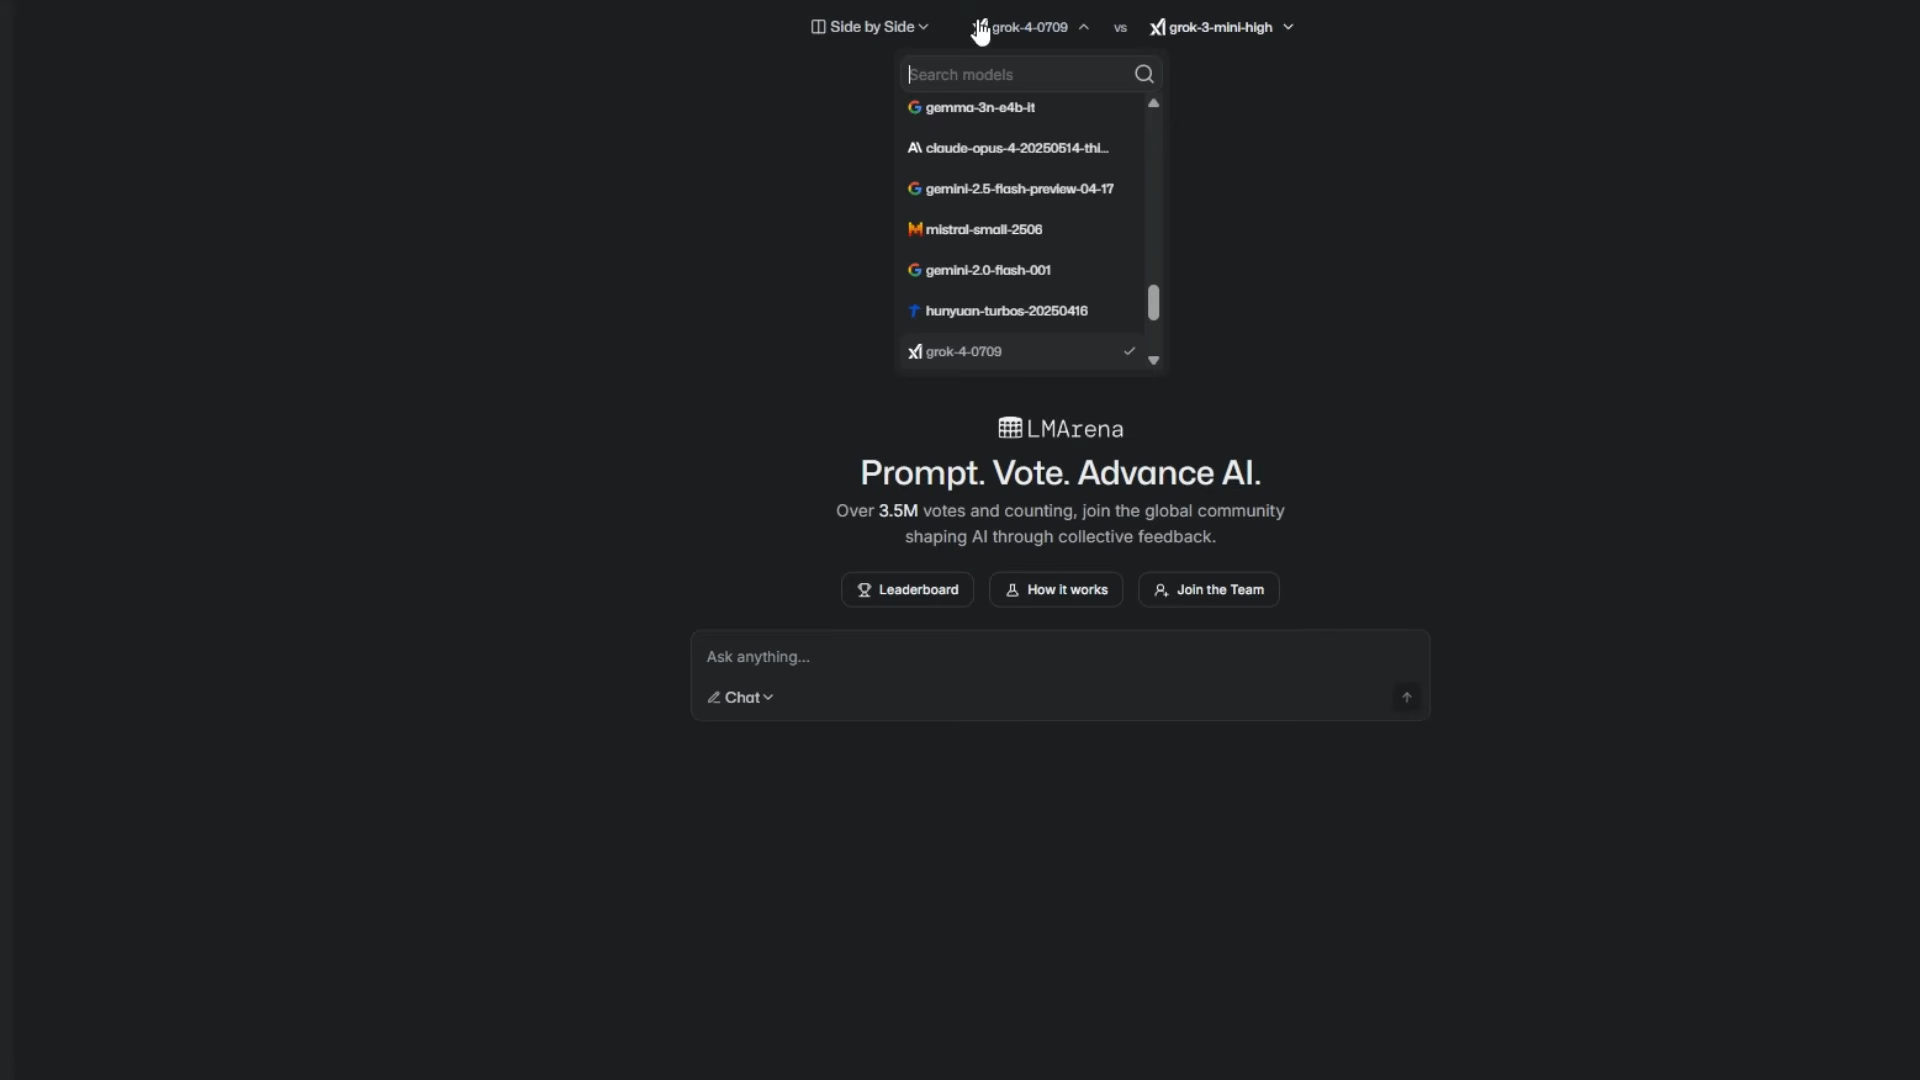 Side by Side
grok-4-0709
vs
grok-3-mini-high
Search models
gemma-3n-e4b-it
claude-opus-4-20250514-thi...
gemini-2.5-flash-preview-04-17
mistral-small-2506
gemini-2.0-flash-001
hunyuan-turbos-20250416
grok-4-0709
LMArena
Prompt. Vote. Advance AI.
Over 3.5M votes and counting, join the global community
shaping AI through collective feedback.
Leaderboard
How it works
Join the Team
Ask anything...
Chat